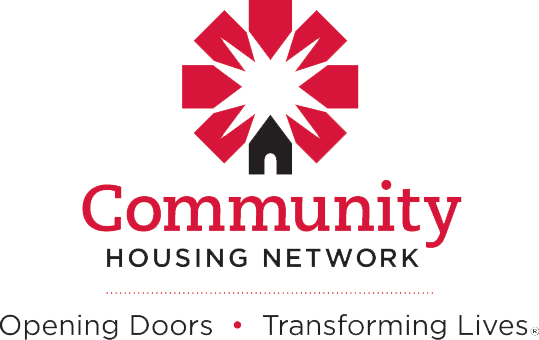 Community
HOUSING NETWORK
Opening Doors • Transforming Lives®